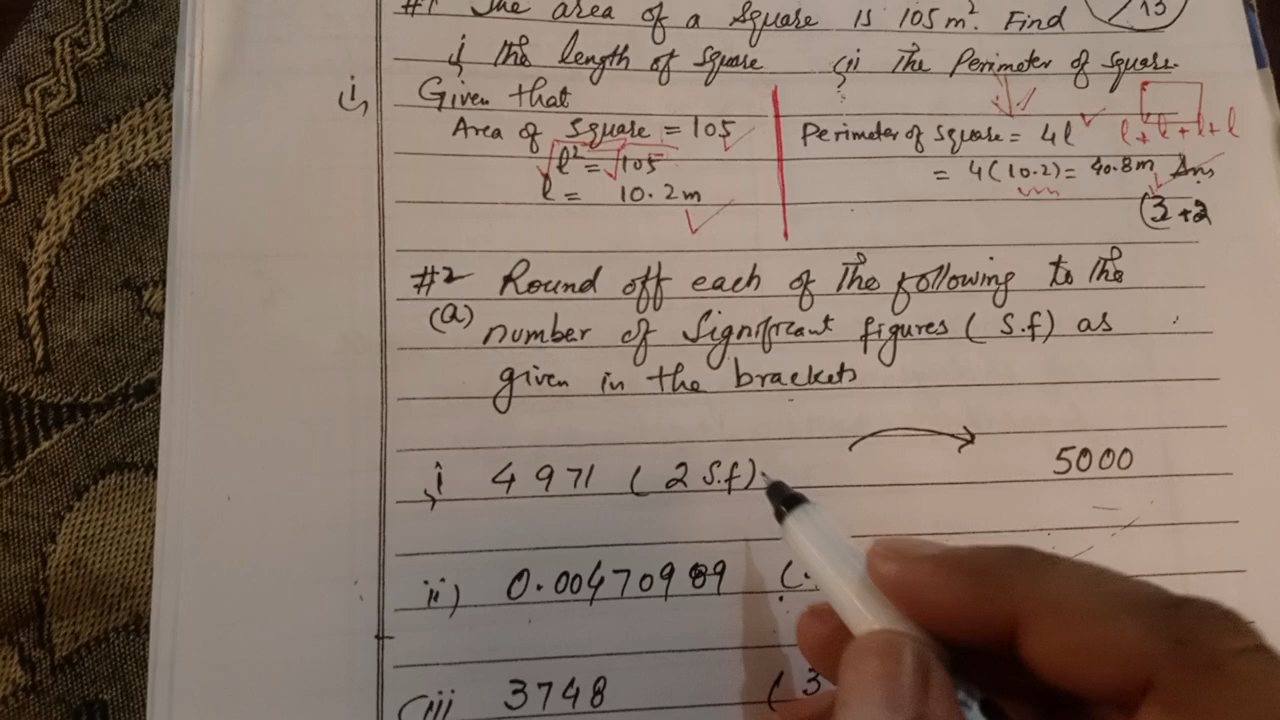 #1 The area of a square is 105 m². Find 13
i, the length of square (ii The Perimeter of square.
i, Given that
Area of square = 105
√l² = √105
l = 10.2m
Perimeter of square = 4l
l + l + l + l
= 4(10.2) = 40.8m Ans
(3 +2
#2 Round off each of the following to the
(a) number of significant figures ( S.f) as
given in the brackets
i, 4971 ( 2 S.f) 5000
ii) 0.00470989 (
(iii 3748 ( 3